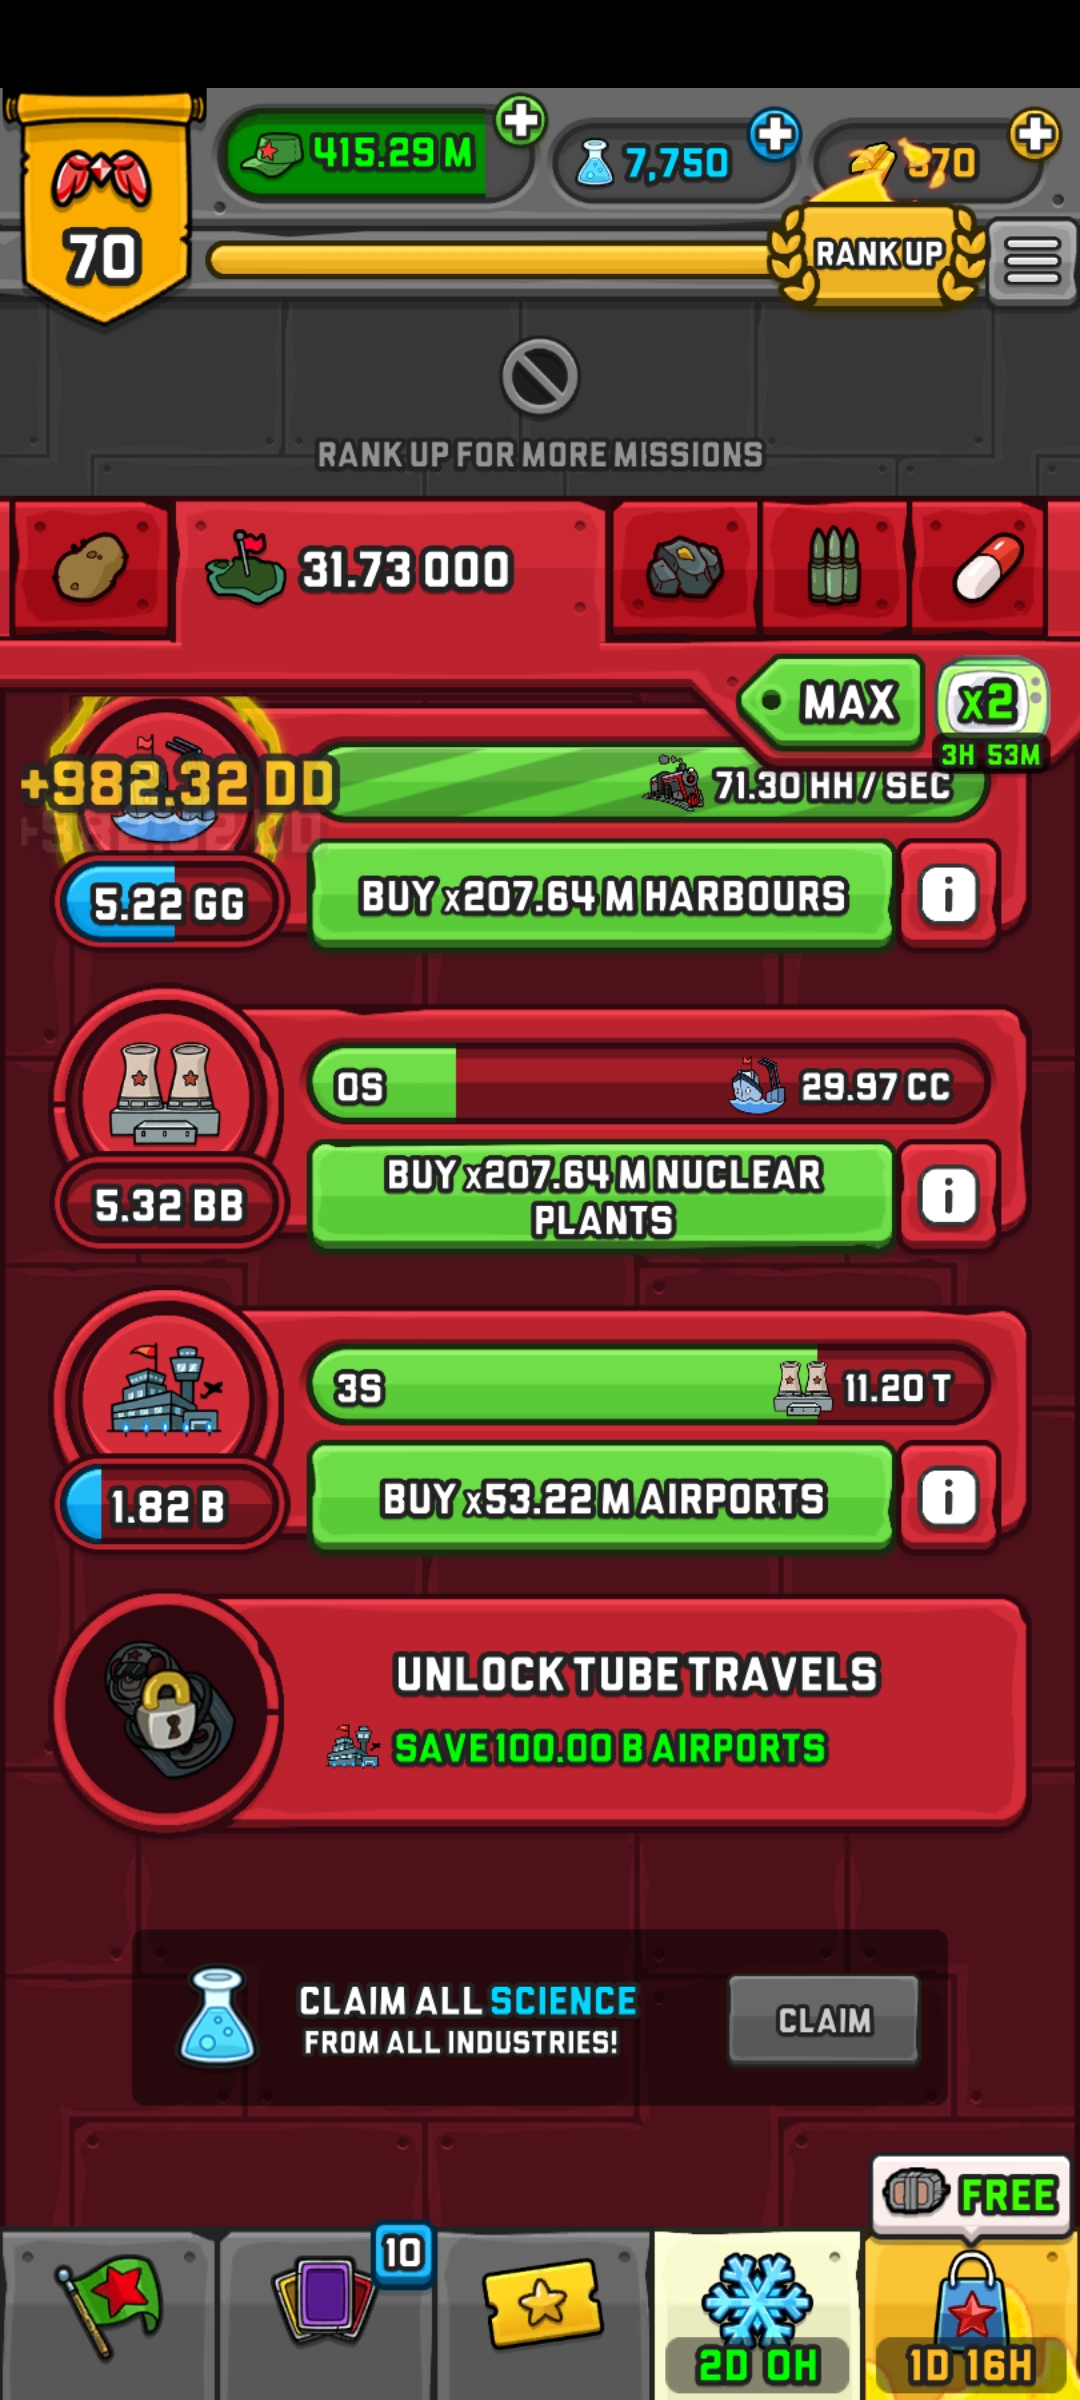 70
415.29 M
7,750
RANK UP
RANK UP FOR MORE MISSIONS
31.73 OOO
MAX
x2
3H 53M
+982.32 DD
71.30 HH / SEC
5.22 GG
BUY x207.64 M HARBOURS
i
0S
29.97 CC
5.32 BB
BUY x207.64 M NUCLEAR
PLANTS
i
3S
11.20 T
1.82 B
BUY x53.22 M AIRPORTS
i
UNLOCK TUBE TRAVELS
SAVE 100.00 B AIRPORTS
CLAIM ALL SCIENCE
FROM ALL INDUSTRIES!
CLAIM
FREE
10
2D 0H
1D 16H